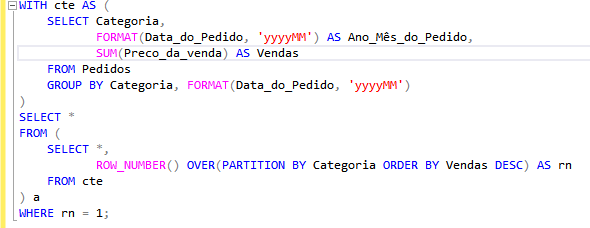 WITH cte AS (
SELECT Categoria,
FORMAT(Data_do_Pedido, 'yyyyMM') AS Ano_Mês_do_Pedido,
SUM(Preco_da_venda) AS Vendas
FROM Pedidos
GROUP BY Categoria, FORMAT(Data_do_Pedido, 'yyyyMM')
)
SELECT *
FROM (
SELECT *,
ROW_NUMBER() OVER(PARTITION BY Categoria ORDER BY Vendas DESC) AS rn
FROM cte
) a
WHERE rn = 1;